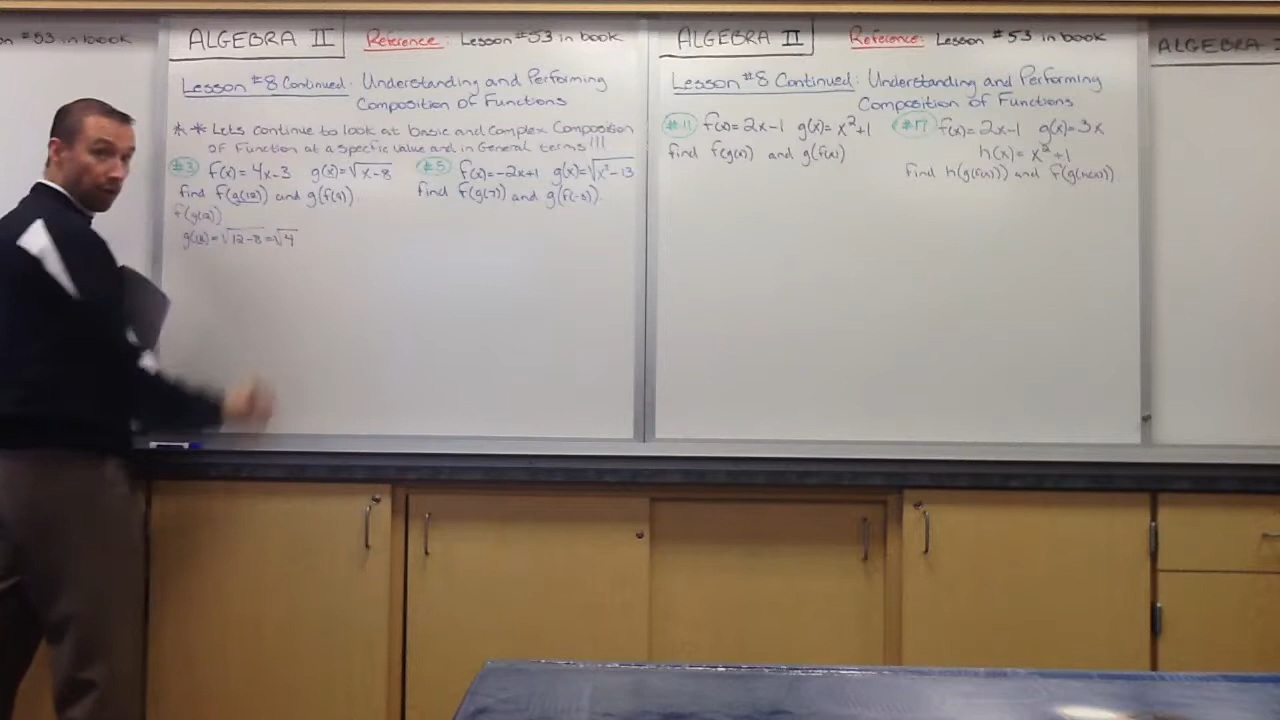 n #53 in book
ALGEBRA II Reference: Lesson #53 in book
Lesson #8 Continued: Understanding and Performing
Composition of Functions
** Lets continue to look at basic and complex Composition
of Function at a specific value and in General terms!!!
#3 f(x)=4x-3 g(x)=√x-8
find f(g(12)) and g(f(9)).
f(g(12))
g(12)=√12-8=√4
#5 f(x)=-2x+1 g(x)=√x²-13
find f(g(7)) and g(f(-3)).
ALGEBRA II Reference: Lesson #53 in book
Lesson #8 Continued: Understanding and Performing
Composition of Functions
#11 f(x)=2x-1 g(x)=x²+1
find f(g(x)) and g(f(x))
#17 f(x)=2x-1 g(x)=3x
h(x)=x²+1
find h(g(f(x))) and f(g(h(x)))
ALGEBRA I